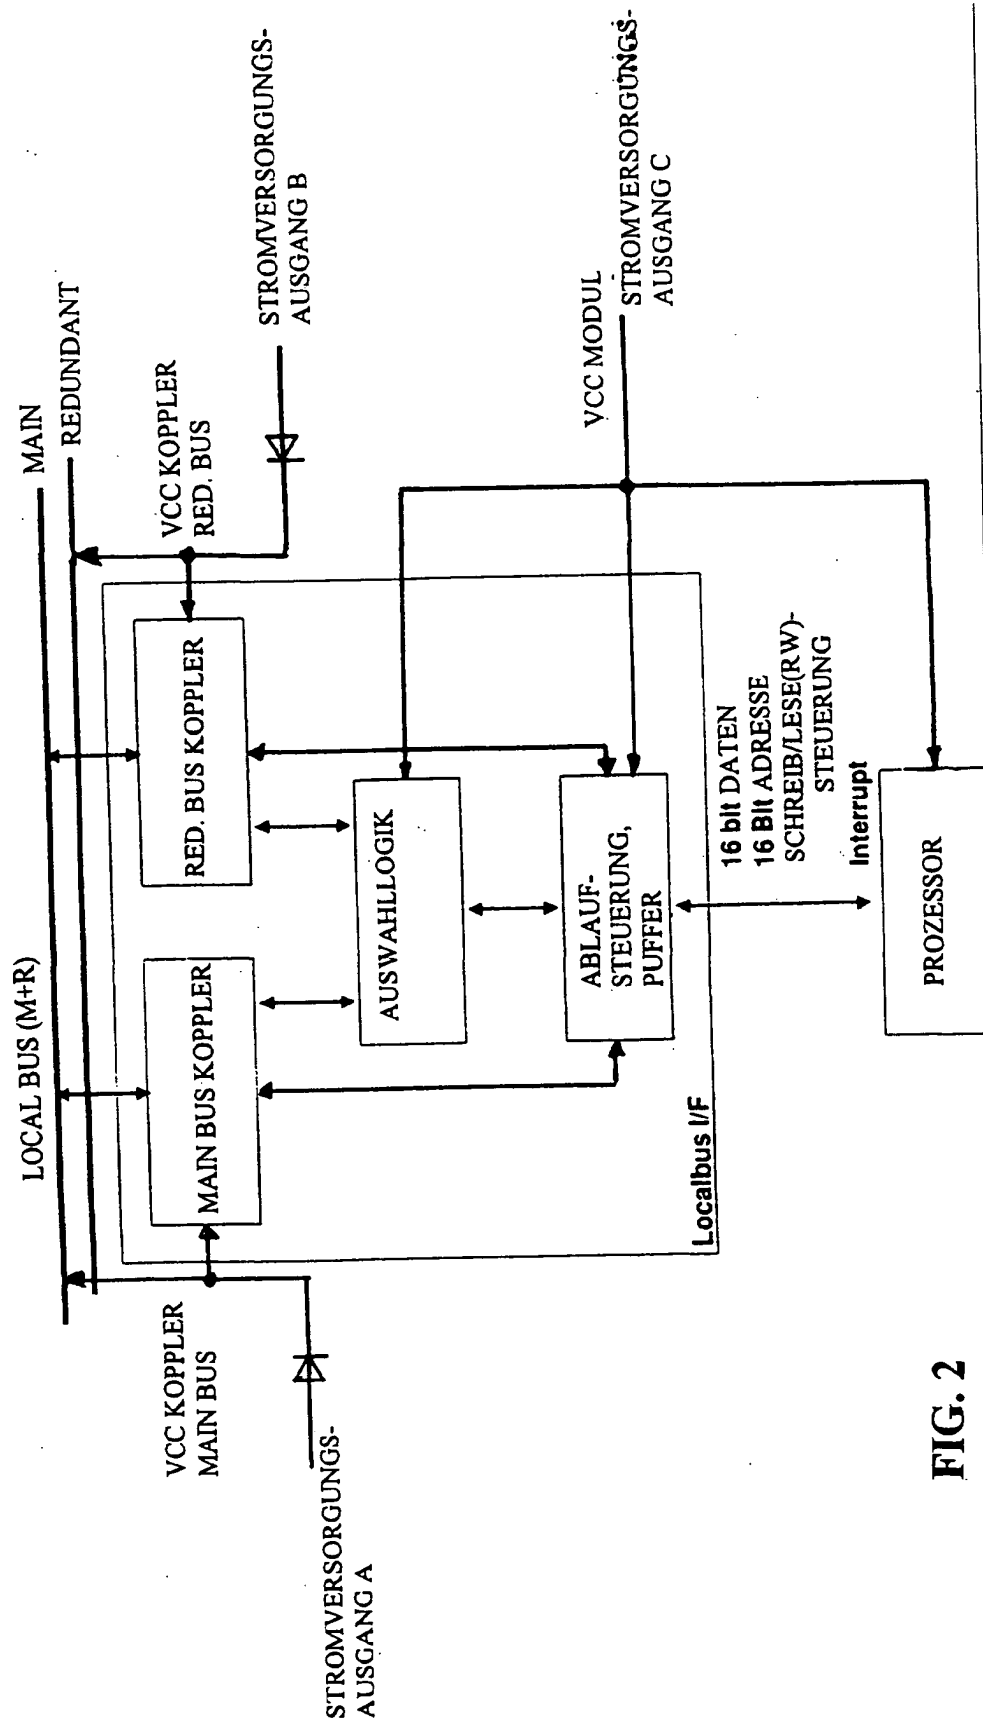 LOCAL BUS (M+R)
MAIN
REDUNDANT
VCC KOPPLER
MAIN BUS
VCC KOPPLER
RED. BUS
STROMVERSORGUNGS-
AUSGANG A
STROMVERSORGUNGS-
AUSGANG B
MAIN BUS KOPPLER
RED. BUS KOPPLER
AUSWAHLLOGIK
ABLAUF-
STEUERUNG,
PUFFER
VCC MODUL
STROMVERSORGUNGS-
AUSGANG C
Localbus I/F
16 bit DATEN
16 Bit ADRESSE
SCHREIB/LESE(RW)-
STEUERUNG
Interrupt
PROZESSOR
FIG. 2